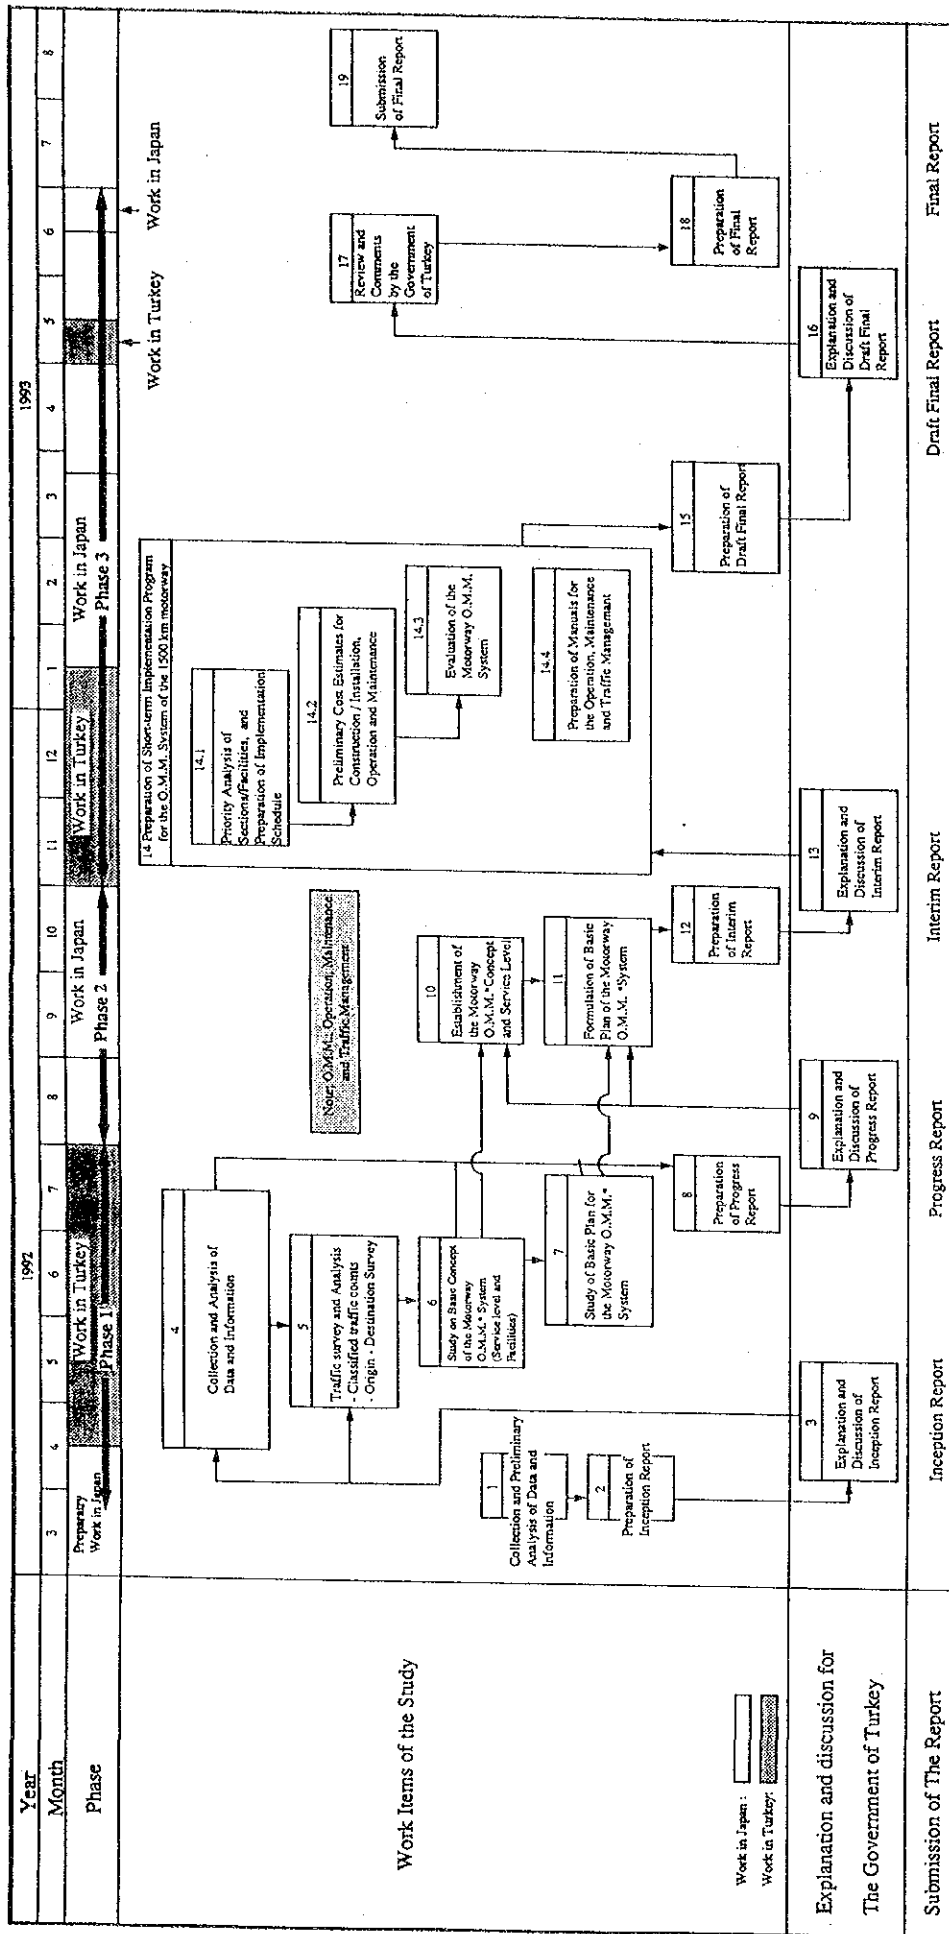 Year
1992
1993
Month
3
4
5
6
7
8
9
10
11
12
1
2
3
4
5
6
7
8
Phase
Preparatry
Work in Japan
Work in Turkey
Phase 1
Work in Japan
Phase 2
Work in Turkey
Work in Japan
Phase 3
Work in Turkey
Work in Japan
Work Items of the Study
1
Collection and Preliminary
Analysis of Data and
Information
2
Preparation of
Inception Report
3
Explanation and
Discussion of
Inception Report
4
Collection and Analysis of
Data and Information
5
Traffic survey and Analysis
- Classified traffic counts
- Origin - Destination Survey
6
Study on Basic Concept
of the Motorway
O.M.M.* System
(Service level and
Facilities)
7
Study of Basic Plan for
the Motorway O.M.M.*
System
8
Preparation
of Progress
Report
9
Explanation and
Discussion of
Progress Report
Note; O.M.M.: Operation, Maintenance
and Traffic Management
10
Establishment of
the Motorway
O.M.M.*Concept
and Service Level
11
Formulation of Basic
Plan of the Motorway
O.M.M. *System
12
Preparation
of Interim
Report
13
Explanation and
Discussion of
Interim Report
14 Preparation of Short-term Implementation Program
for the O.M.M. System of the 1500 km motorway
14.1
Priority Analysis of
Sections/Facilities, and
Preparation of Implementation
Schedule
14.2
Preliminary Cost Estimates for
Construction / Installation,
Operation and Maintenance
14.3
Evaluation of the
Motorway O.M.M.
System
14.4
Preparation of Manuals for
the Operation, Maintenance
and Traffic Management
15
Preparation of
Draft Final Report
16
Explanation and
Discussion of
Draft Final
Report
17
Review and
Comments
by the
Government
of Turkey
18
Preparation
of Final
Report
19
Submission
of Final Report
Work in Japan :
Work in Turkey:
Explanation and discussion for
The Government of Turkey
Submission of The Report
Inception Report
Progress Report
Interim Report
Draft Final Report
Final Report